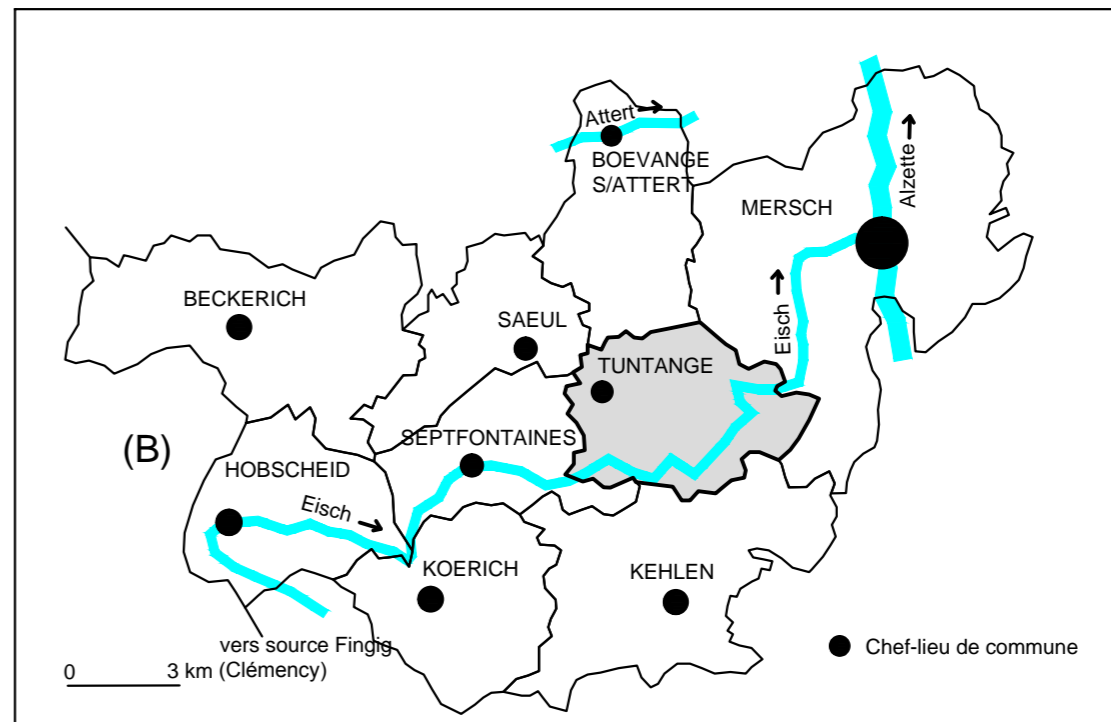 Attert
BOEVANGE
S/ATTERT
Alzette
MERSCH
BECKERICH
SAEUL
Eisch
TUNTANGE
(B)
SEPTFONTAINES
HOBSCHEID
Eisch
KOERICH
KEHLEN
vers source Fingig
(Clémency)
0 3 km
Chef-lieu de commune